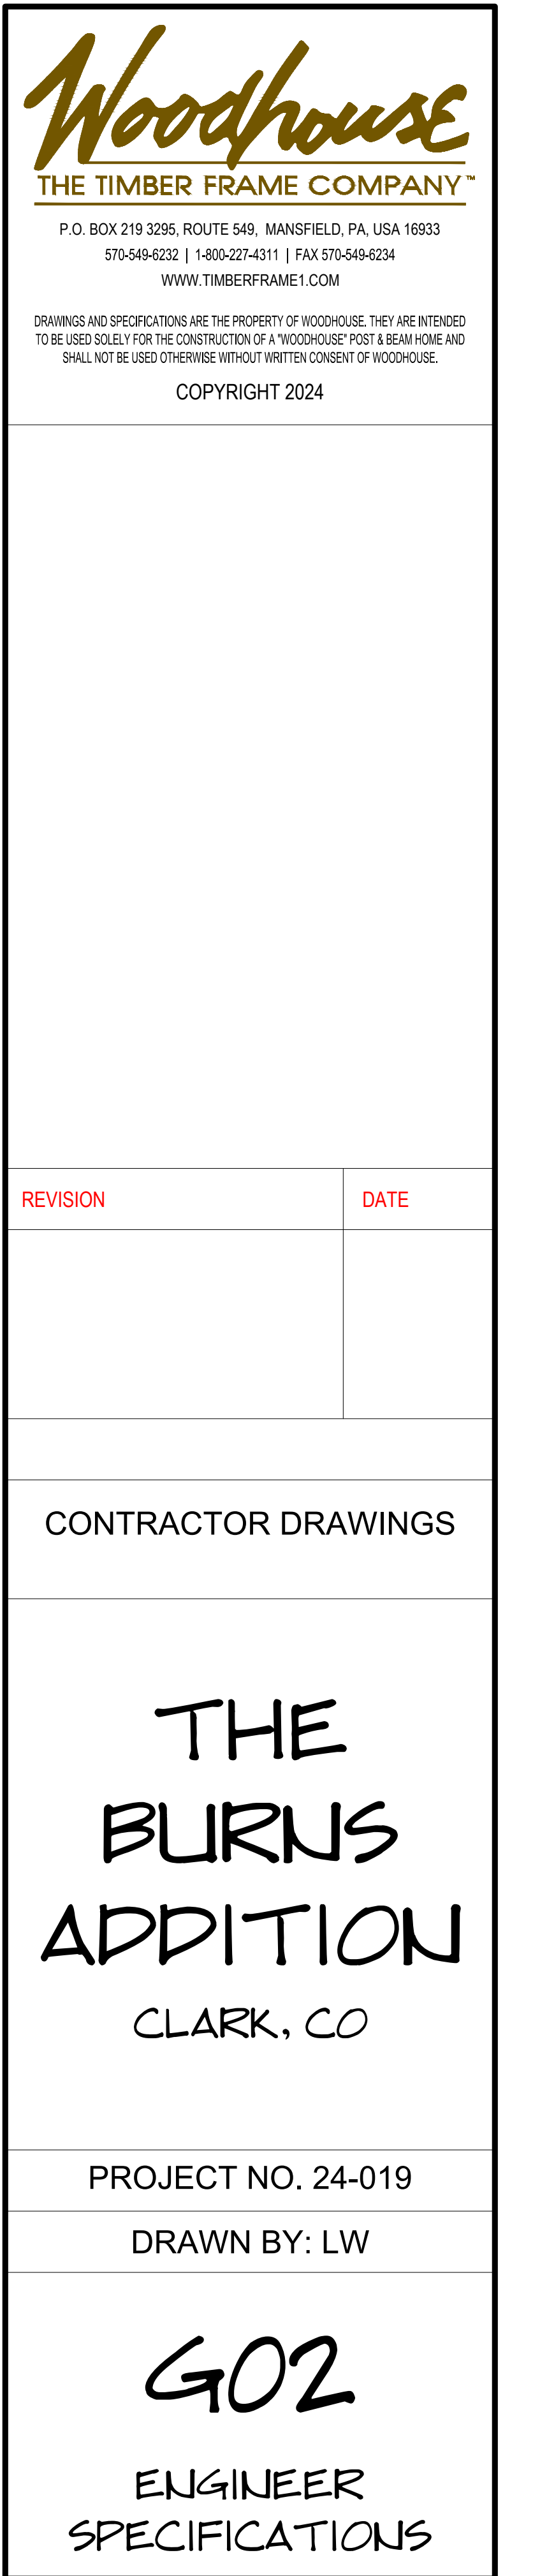 Woodhouse
THE TIMBER FRAME COMPANY™
P.O. BOX 219 3295, ROUTE 549, MANSFIELD, PA, USA 16933
570-549-6232 | 1-800-227-4311 | FAX 570-549-6234
WWW.TIMBERFRAME1.COM
DRAWINGS AND SPECIFICATIONS ARE THE PROPERTY OF WOODHOUSE. THEY ARE INTENDED
TO BE USED SOLELY FOR THE CONSTRUCTION OF A "WOODHOUSE" POST & BEAM HOME AND
SHALL NOT BE USED OTHERWISE WITHOUT WRITTEN CONSENT OF WOODHOUSE.
COPYRIGHT 2024
REVISION DATE
CONTRACTOR DRAWINGS
THE
BURNS
ADDITION
CLARK, CO
PROJECT NO. 24-019
DRAWN BY: LW
G02
ENGINEER
SPECIFICATIONS